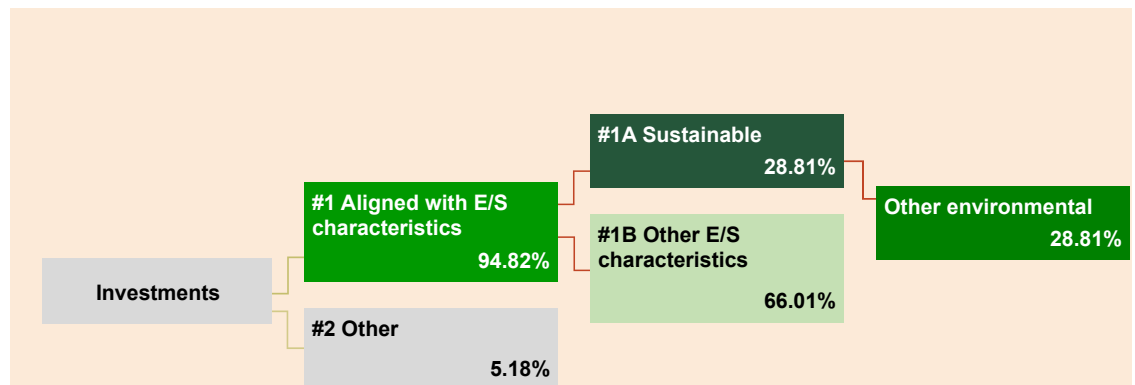 Investments
#1 Aligned with E/S
characteristics
94.82%
#2 Other
5.18%
#1A Sustainable
28.81%
#1B Other E/S
characteristics
66.01%
Other environmental
28.81%